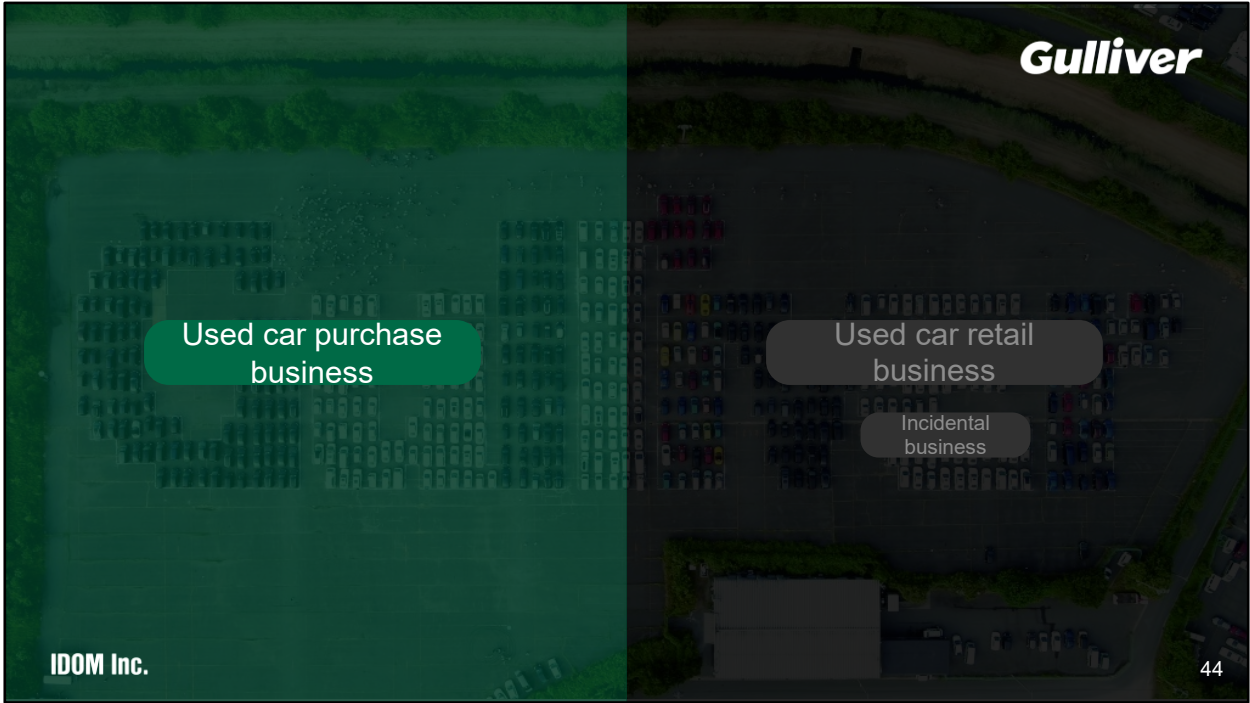 Gulliver
Used car purchase
business
Used car retail
business
Incidental
business
IDOM Inc.
44